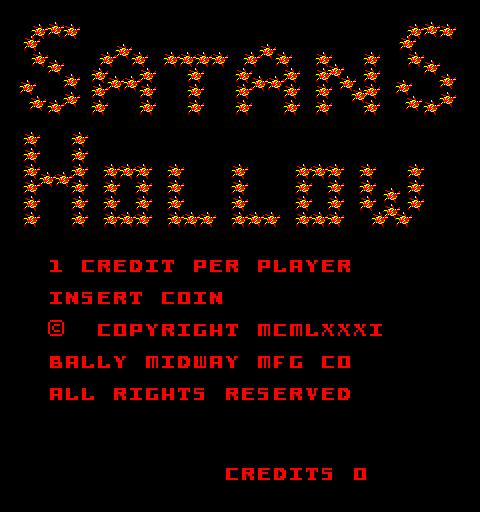 SATANS
HOLLOW
1 CREDIT PER PLAYER
INSERT COIN
© COPYRIGHT MCMLXXXI
BALLY MIDWAY MFG CO
ALL RIGHTS RESERVED
CREDITS 0